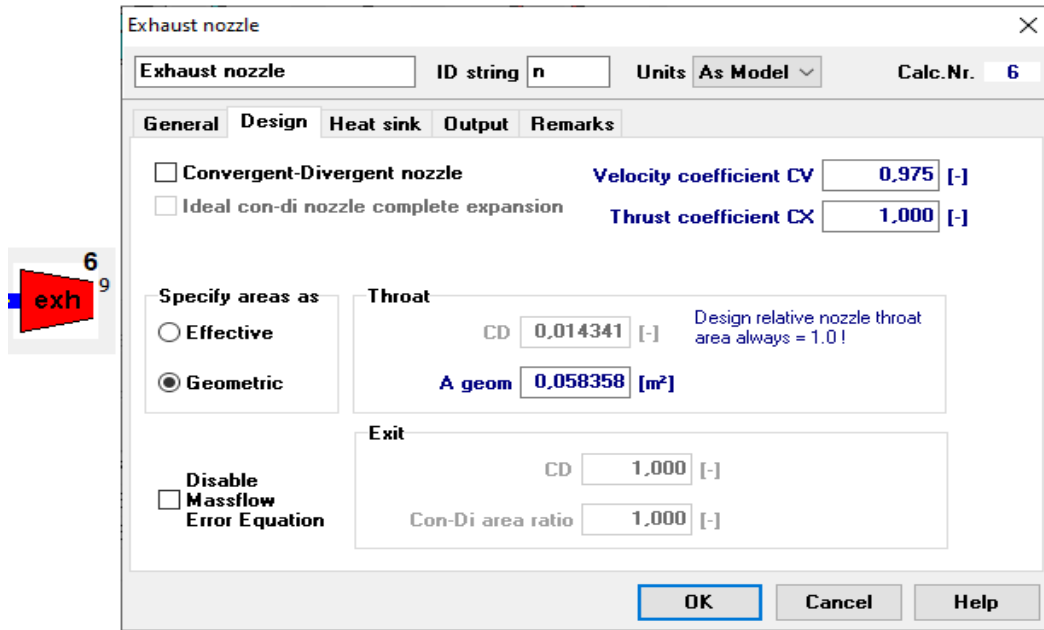 Exhaust nozzle
Exhaust nozzle ID string n Units As Model Calc.Nr. 6
General Design Heat sink Output Remarks
Convergent-Divergent nozzle Velocity coefficient CV 0,975 [-]
Ideal con-di nozzle complete expansion
Thrust coefficient CX 1,000 [-]
6
9
exh
Specify areas as
Effective
Geometric
Throat
CD 0,014341 [-]
Design relative nozzle throat
area always = 1.0 !
A geom 0,058358 [m²]
Disable
Massflow
Error Equation
Exit
CD 1,000 [-]
Con-Di area ratio 1,000 [-]
OK Cancel Help